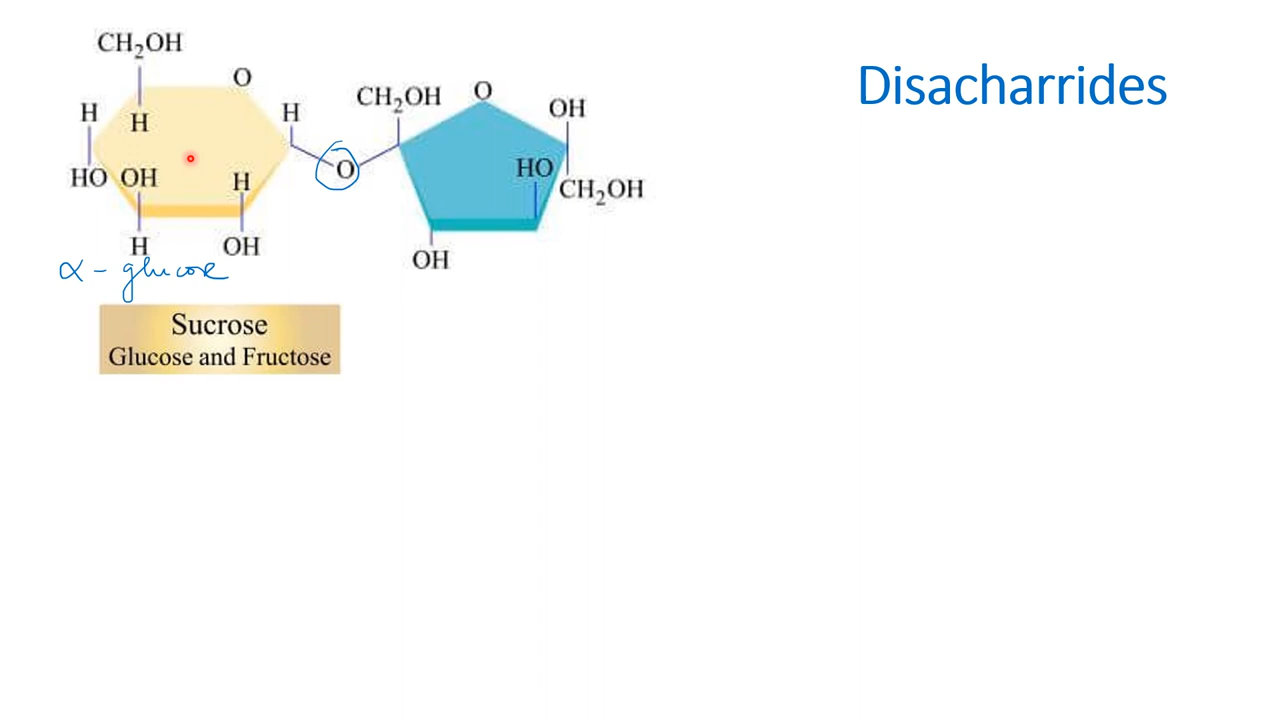 Disacharrides
CH₂OH
O
H
H
H
CH₂OH
O
OH
HO
OH
H
O
HO
CH₂OH
H
OH
OH
α - glucose
Sucrose
Glucose and Fructose